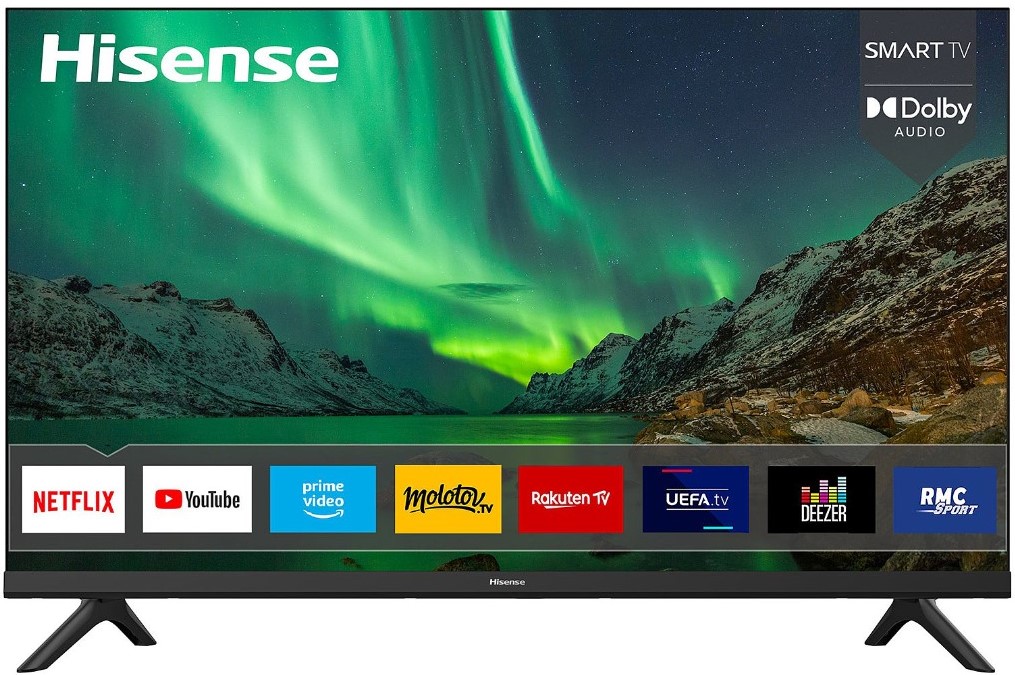 Hisense
SMART TV
Dolby
AUDIO
NETFLIX
YouTube
prime
video
molotov.TV
Rakuten TV
UEFA.tv
DEEZER
RMC
SPORT
Hisense